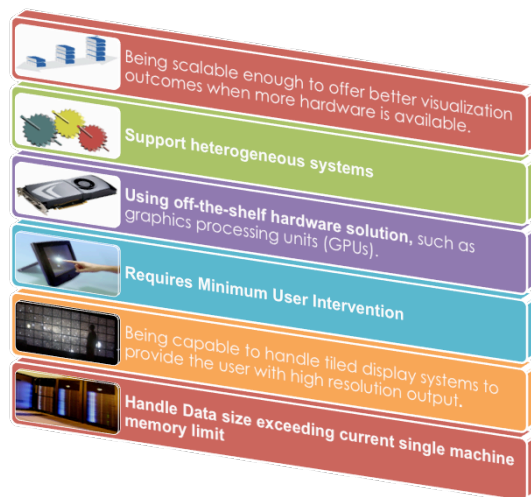 Being scalable enough to offer better visualization
outcomes when more hardware is available.
Support heterogeneous systems
Using off-the-shelf hardware solution, such as
graphics processing units (GPUs).
Requires Minimum User Intervention
Being capable to handle tiled display systems to
provide the user with high resolution output.
Handle Data size exceeding current single machine
memory limit